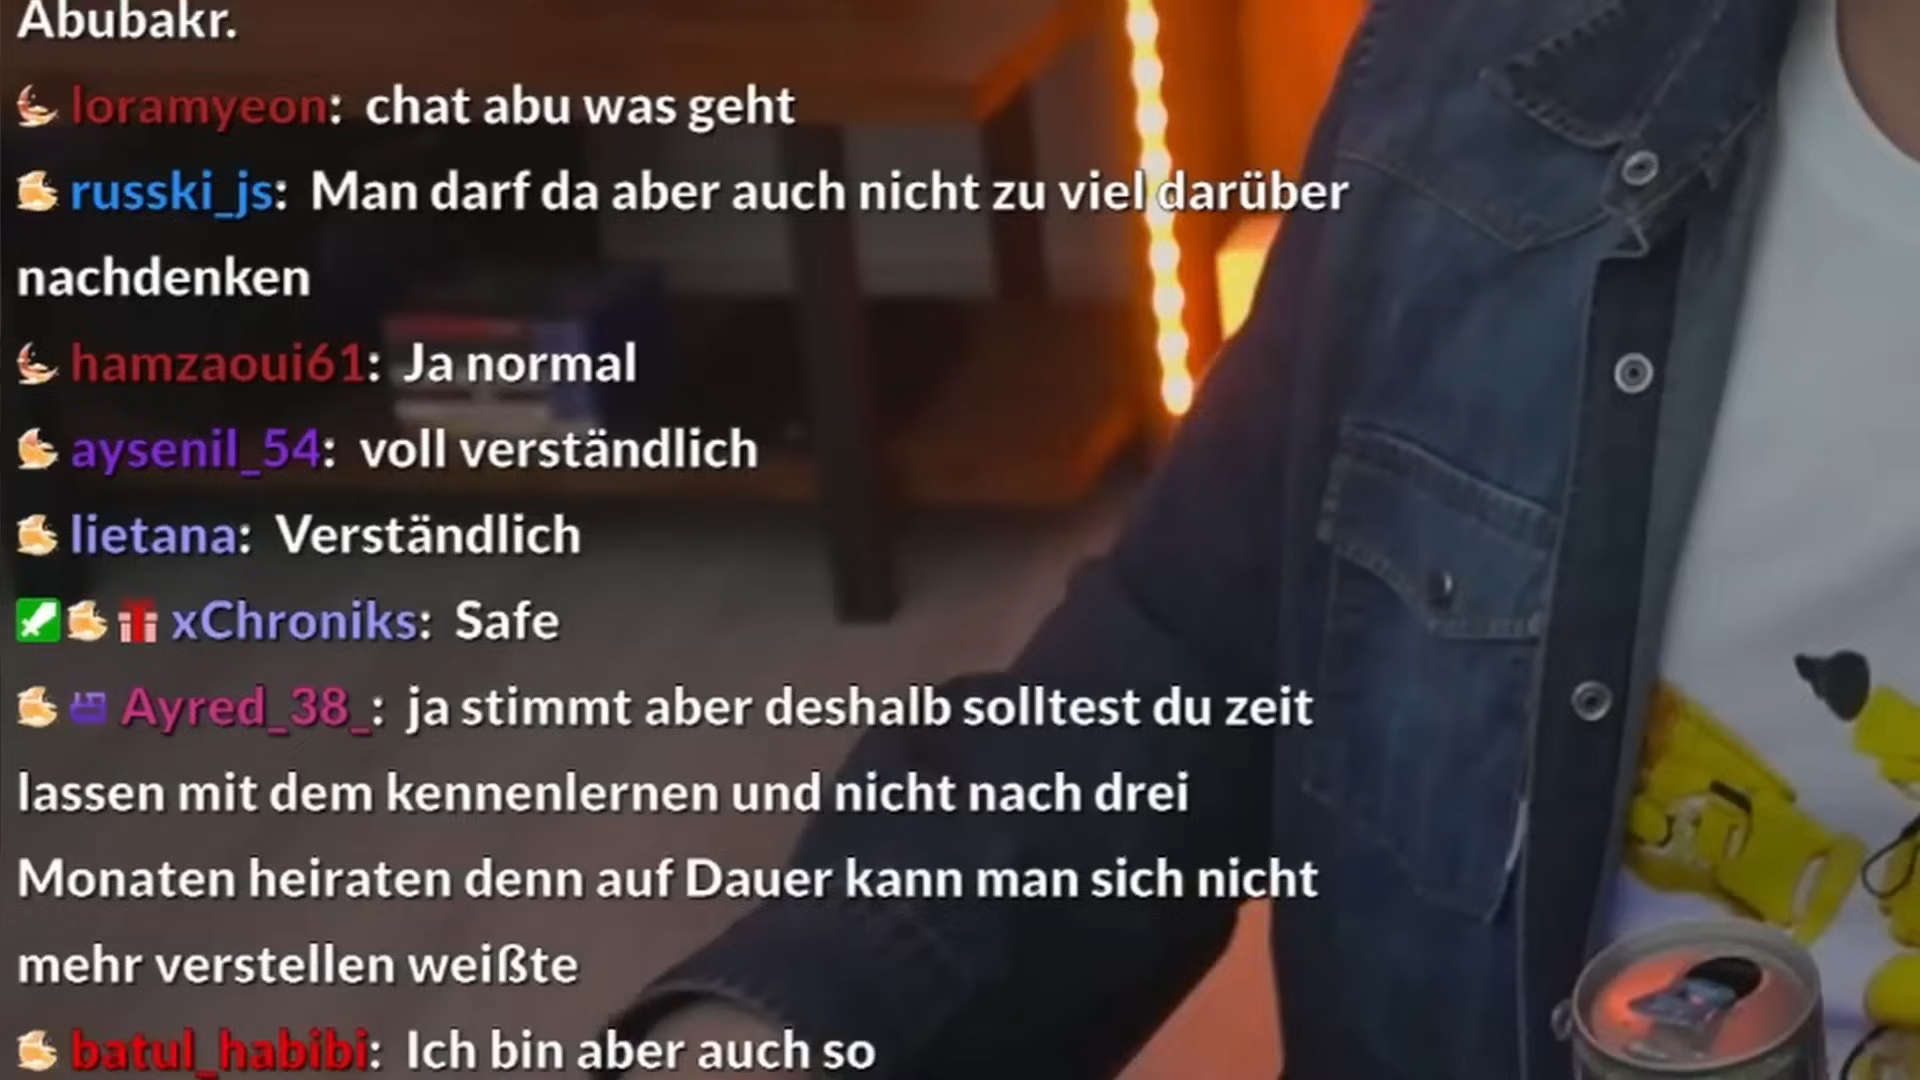 Abubakr.
loramyeon: chat abu was geht
russki_js: Man darf da aber auch nicht zu viel darüber
nachdenken
hamzaoui61: Ja normal
aysenil_54: voll verständlich
lietana: Verständlich
xChroniks: Safe
Ayred_38_: ja stimmt aber deshalb solltest du zeit
lassen mit dem kennenlernen und nicht nach drei
Monaten heiraten denn auf Dauer kann man sich nicht
mehr verstellen weißte
batul_habibi: Ich bin aber auch so